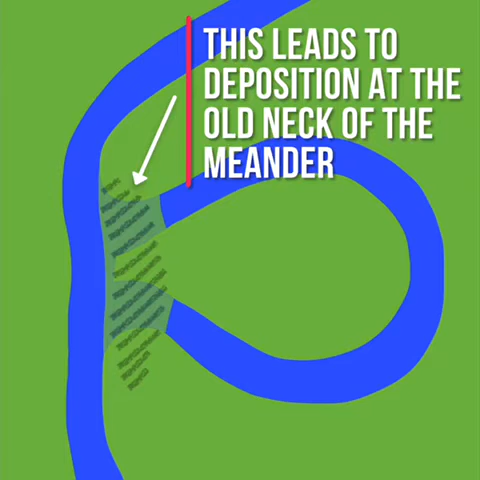 THIS LEADS TO
DEPOSITION AT THE
OLD NECK OF THE
MEANDER